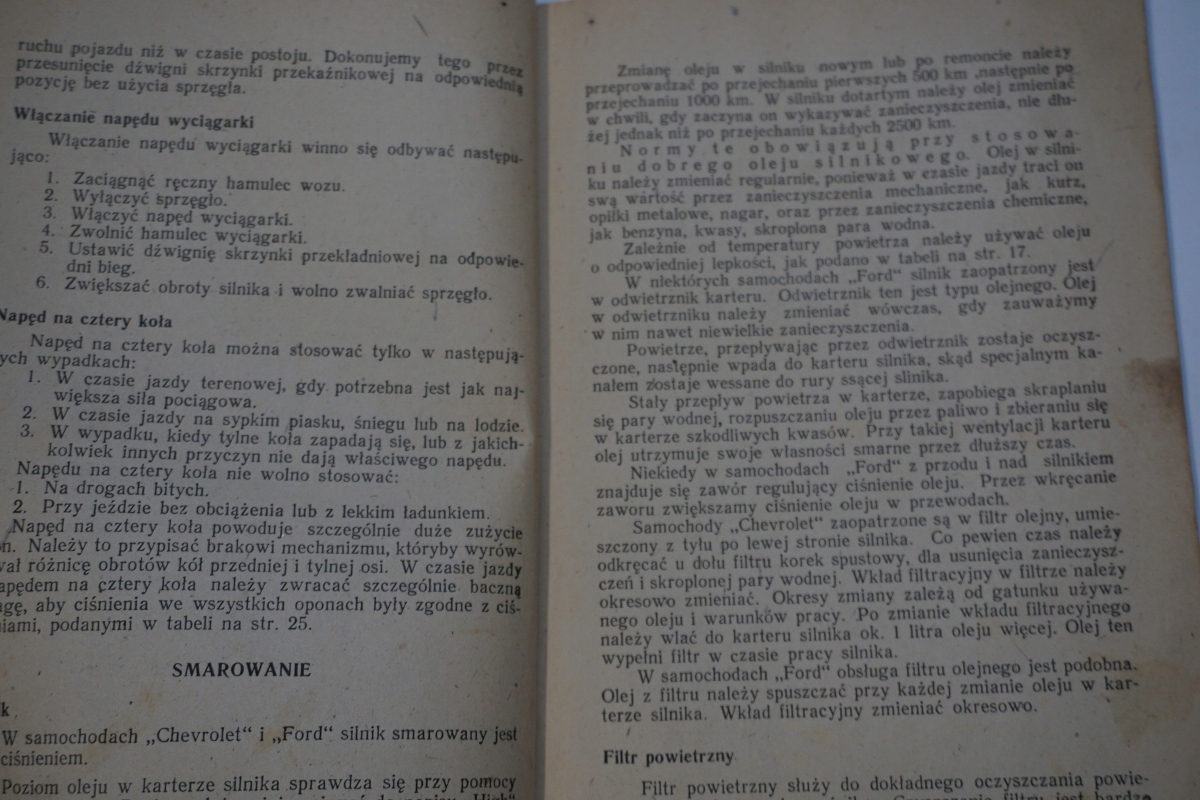 ruchu pojazdu niż w czasie postoju. Dokonujemy tego przez
przesunięcie dźwigni skrzynki przekaźnikowej na odpowiednią
pozycję bez użycia sprzęgła.
Włączanie napędu wyciągarki
Włączanie napędu wyciągarki winno się odbywać następu-
jąco:
1. Zaciągnąć ręczny hamulec wozu.
2. Wyłączyć sprzęgło.
3. Włączyć napęd wyciągarki.
4. Zwolnić hamulec wyciągarki.
5. Ustawić dźwignię skrzynki przekładniowej na odpowie-
dni bieg.
6. Zwiększać obroty silnika i wolno zwalniać sprzęgło.
Napęd na cztery koła
Napęd na cztery koła można stosować tylko w następują-
ych wypadkach:
1. W czasie jazdy terenowej, gdy potrzebna jest jak naj-
większa siła pociągowa.
2. W czasie jazdy na sypkim piasku, śniegu lub na lodzie.
3. W wypadku, kiedy tylne koła zapadają się, lub z jakich-
kolwiek innych przyczyn nie dają właściwego napędu.
Napędu na cztery koła nie wolno stosować:
1. Na drogach bitych.
2. Przy jeździe bez obciążenia lub z lekkim ładunkiem.
Napęd na cztery koła powoduje szczególnie duże zużycie
n. Należy to przypisać brakowi mechanizmu, któryby wyrów-
ał różnicę obrotów kół przedniej i tylnej osi. W czasie jazdy
apędem na cztery koła należy zwracać szczególnie baczną
agę, aby ciśnienia we wszystkich oponach były zgodne z ciś-
iami, podanymi w tabeli na str. 25.
SMAROWANIE
k
W samochodach „Chevrolet" i „Ford" silnik smarowany jest
ciśnieniem.
Poziom oleju w karterze silnika sprawdza się przy pomocy
Zmianę oleju w silniku nowym lub po remoncie należy
przeprowadzać po przejechaniu pierwszych 500 km ,następnie po
przejechaniu 1000 km. W silniku dotartym należy olej zmieniać
w chwili, gdy zaczyna on wykazywać zanieczyszczenia, nie dłu-
żej jednak niż po przejechaniu każdych 2500 km.
Normy te obowiązują przy stosowa-
niu dobrego oleju silnikowego. Olej w silni-
ku należy zmieniać regularnie, ponieważ w czasie jazdy traci on
swą wartość przez zanieczyszczenia mechaniczne, jak kurz,
opiłki metalowe, nagar, oraz przez zanieczyszczenia chemiczne,
jak benzyna, kwasy, skroplona para wodna.
Zależnie od temperatury powietrza należy używać oleju
o odpowiedniej lepkości, jak podano w tabeli na str. 17.
W niektórych samochodach „Ford" silnik zaopatrzony jest
w odwietrznik karteru. Odwietrznik ten jest typu olejnego. Olej
w odwietrzniku należy zmieniać wówczas, gdy zauważymy
w nim nawet niewielkie zanieczyszczenia.
Powietrze, przepływając przez odwietrznik zostaje oczysz-
czone, następnie wpada do karteru silnika, skąd specjalnym ka-
nałem zostaje wessane do rury ssącej slinika.
Stały przepływ powietrza w karterze, zapobiega skraplaniu
się pary wodnej, rozpuszczaniu oleju przez paliwo i zbieraniu się
w karterze szkodliwych kwasów. Przy takiej wentylacji karteru
olej utrzymuje swoje własności smarne przez dłuższy czas.
Niekiedy w samochodach „Ford" z przodu i nad silnikiem
znajduje się zawór regulujący ciśnienie oleju. Przez wkręcanie
zaworu zwiększamy ciśnienie oleju w przewodach.
Samochody „Chevrolet" zaopatrzone są w filtr olejny, umie-
szczony z tyłu po lewej stronie silnika. Co pewien czas należy
odkręcać u dołu filtru korek spustowy, dla usunięcia zanieczysz-
czeń i skroplonej pary wodnej. Wkład filtracyjny w filtrze należy
okresowo zmieniać. Okresy zmiany zależą od gatunku używa-
nego oleju i warunków pracy. Po zmianie wkładu filtracyjnego
należy wlać do karteru silnika ok. 1 litra oleju więcej. Olej ten
wypełni filtr w czasie pracy silnika.
W samochodach „Ford" obsługa filtru olejnego jest podobna.
Olej z filtru należy spuszczać przy każdej zmianie oleju w kar-
terze silnika. Wkład filtracyjny zmieniać okresowo.
Filtr powietrzny
Filtr powietrzny służy do dokładnego oczyszczania powie-